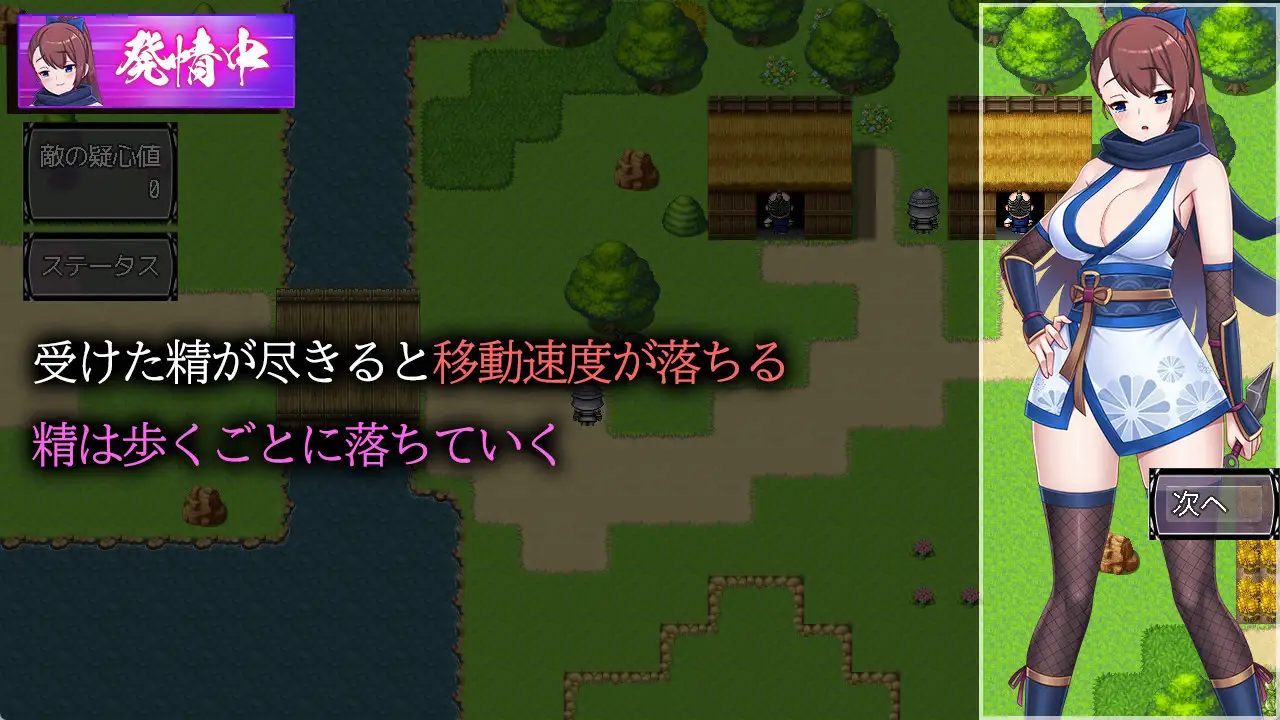 発情中
敵の疑心値
0
ステータス
受けた精が尽きると移動速度が落ちる
精は歩くごとに落ちていく
次へ